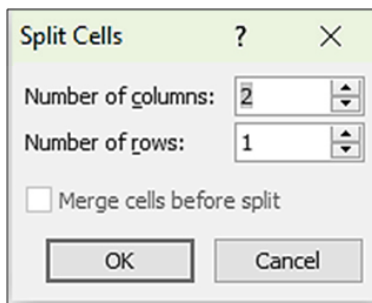 Split Cells ?
Number of columns: 2
Number of rows: 1
Merge cells before split
OK Cancel